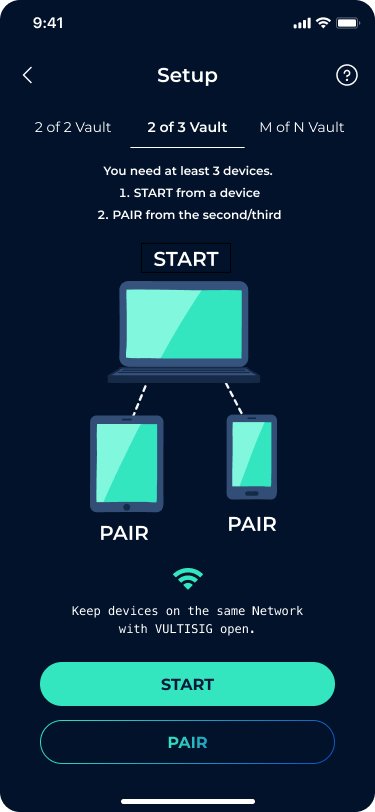 9:41
Setup
2 of 2 Vault
2 of 3 Vault
M of N Vault
You need at least 3 devices.
1. START from a device
2. PAIR from the second/third
START
PAIR
PAIR
Keep devices on the same Network
with VULTISIG open.
START
PAIR